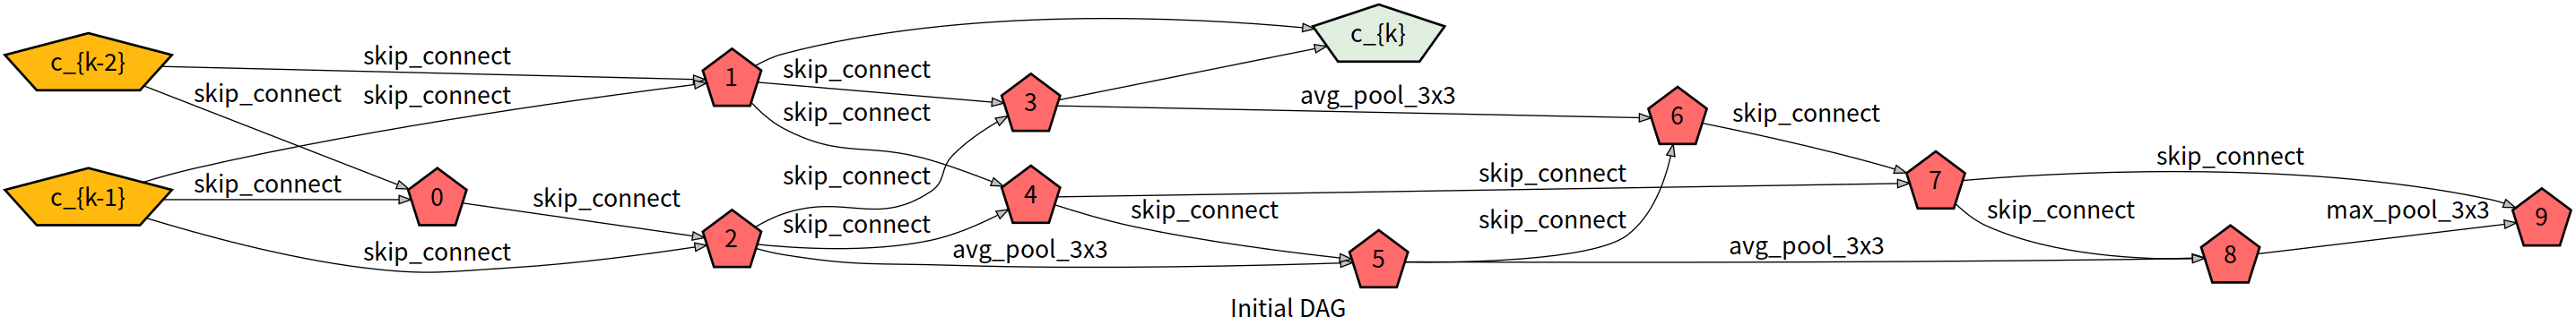 c_{k-2}
skip_connect
skip_connect
skip_connect
c_{k-1}
skip_connect
skip_connect
0
skip_connect
1
2
skip_connect
skip_connect
skip_connect
skip_connect
avg_pool_3x3
3
4
c_{k}
avg_pool_3x3
skip_connect
skip_connect
skip_connect
5
avg_pool_3x3
6
skip_connect
7
skip_connect
skip_connect
8
max_pool_3x3
9
Initial DAG